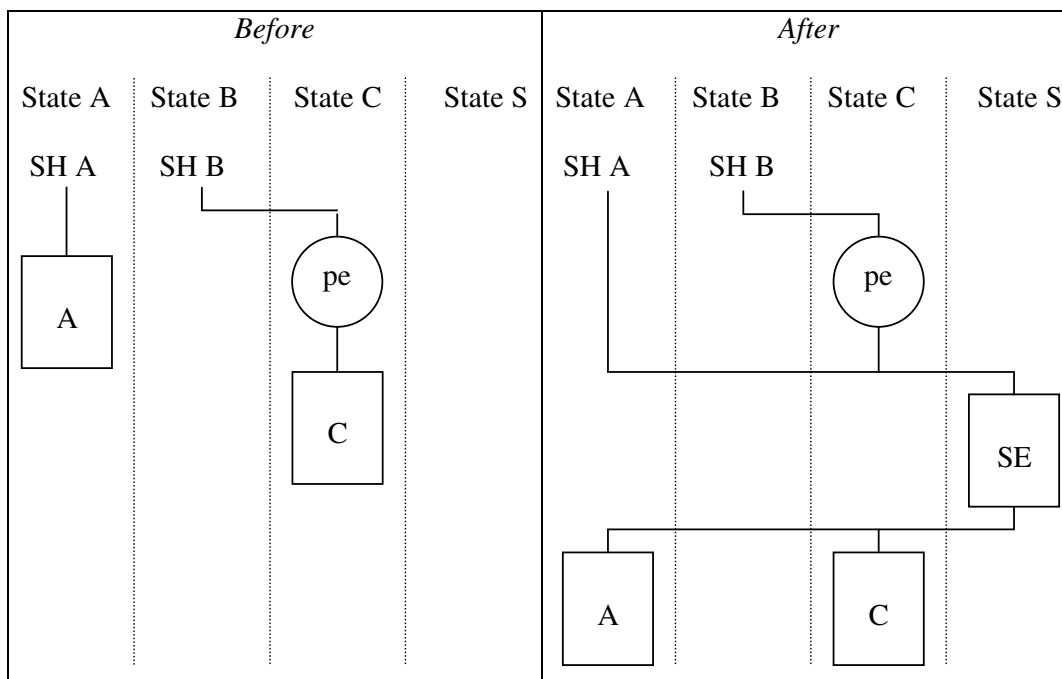 Before
After
State A State B State C State S
State A State B State C State S
SH A SH B
SH A SH B
pe
pe
A
C
SE
A C